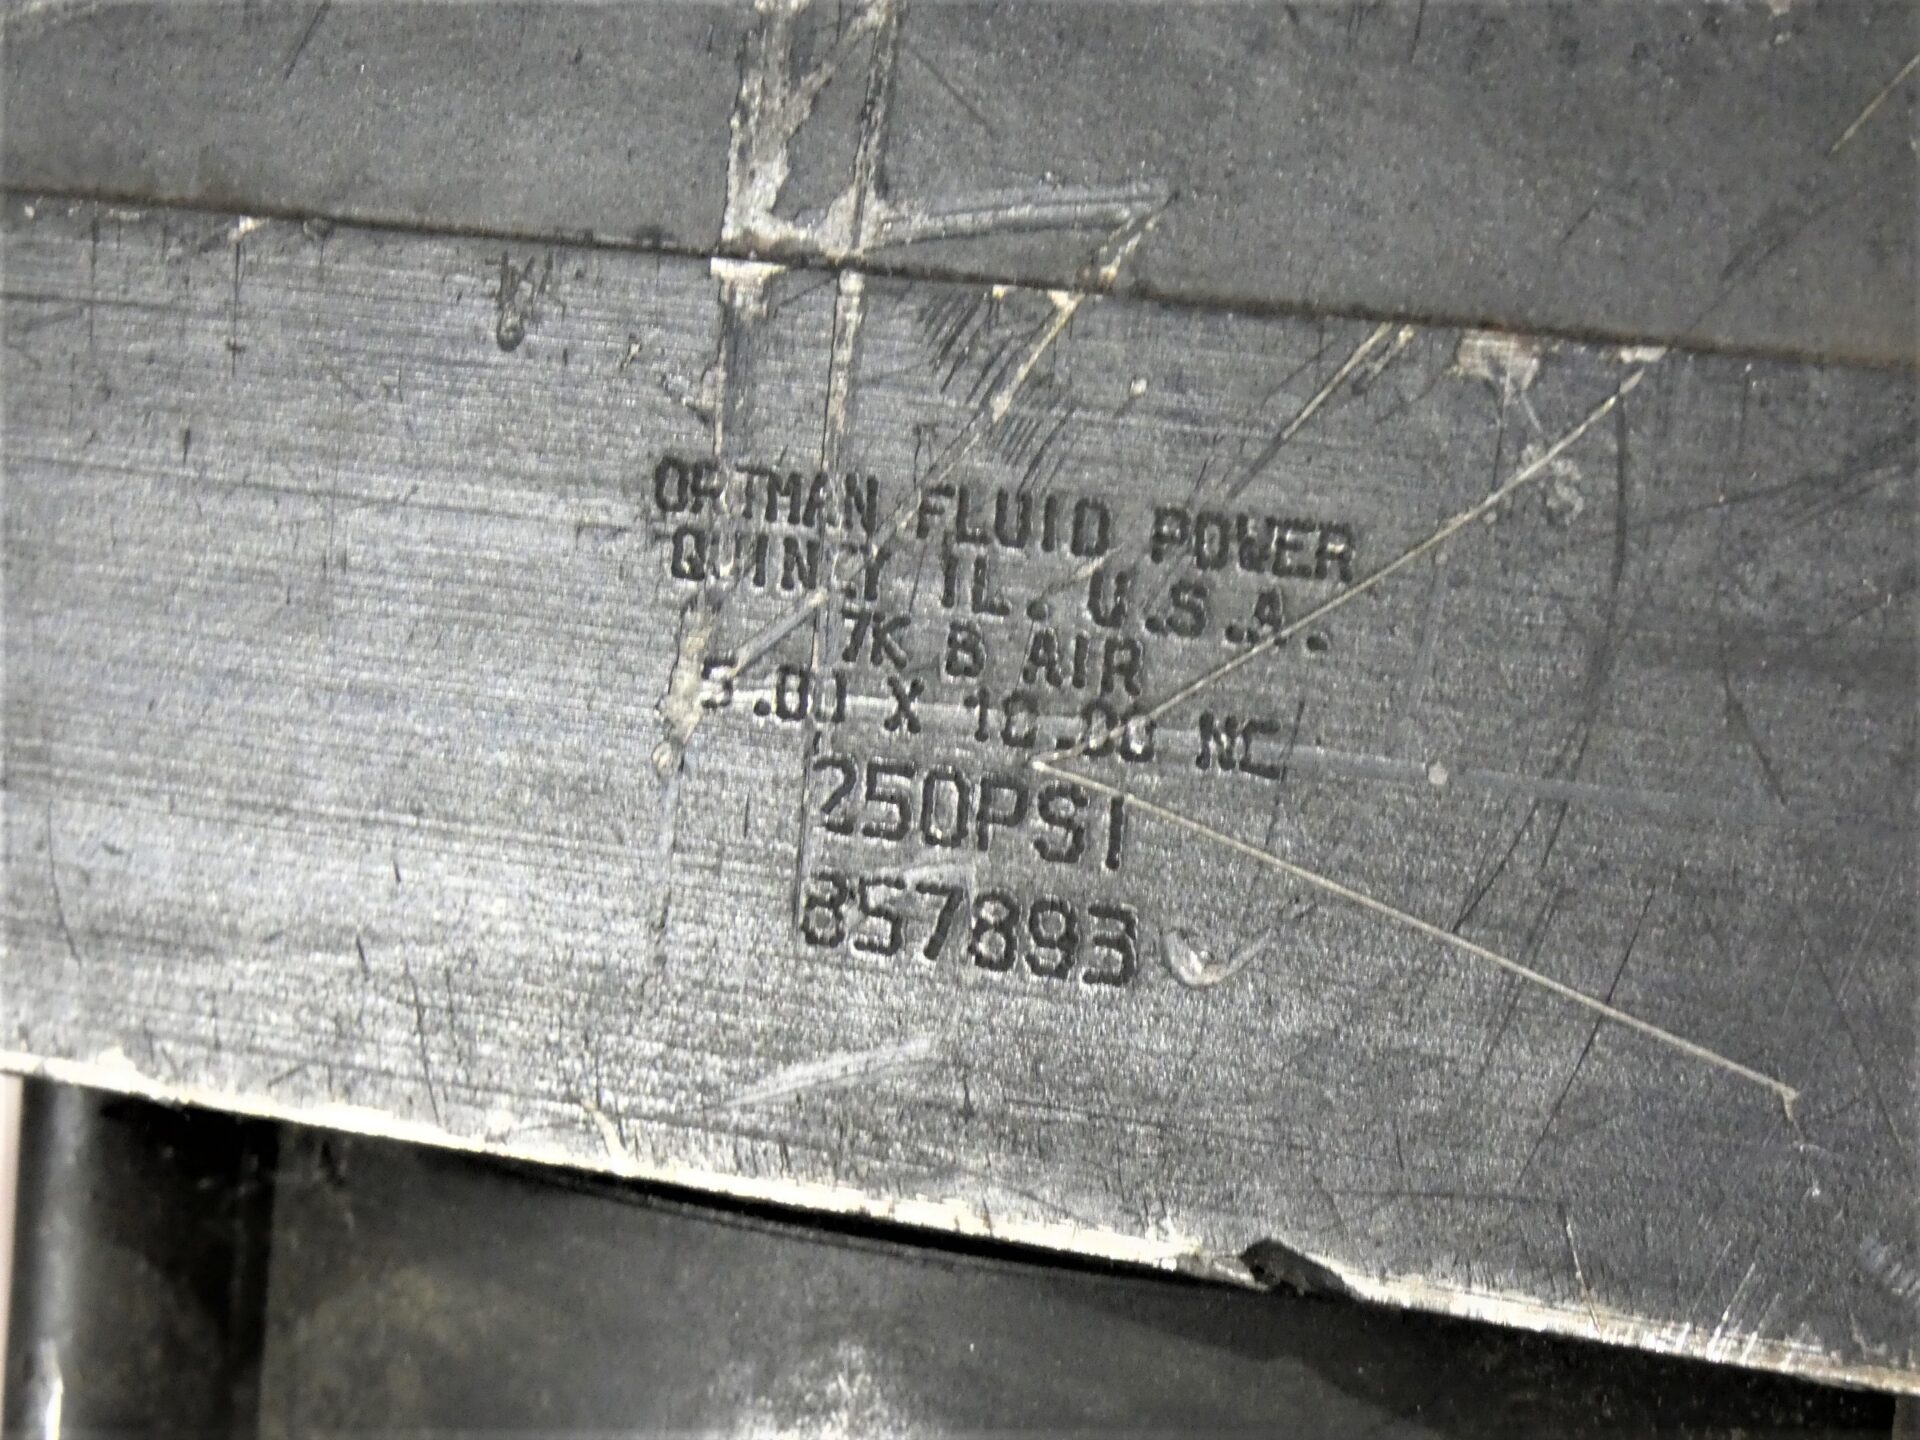 ORTMAN FLUID POWER
QUINCY IL. U.S.A.
7K B AIR
5.00 X 10.00 NC
250PSI
857893